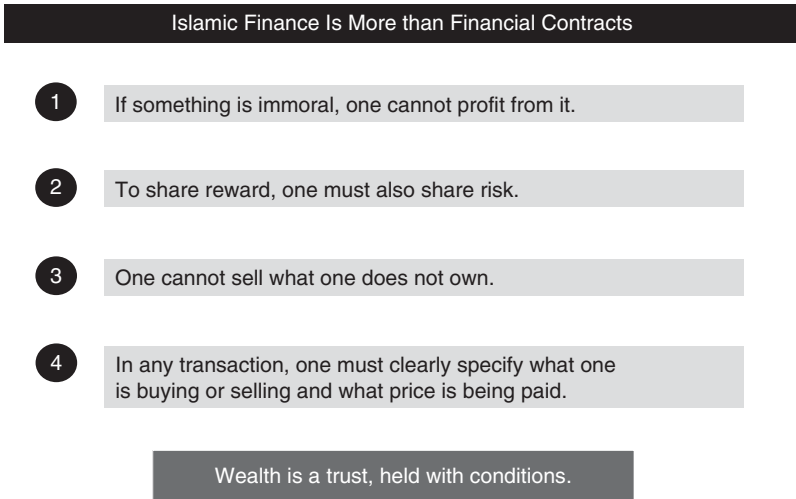 Islamic Finance Is More than Financial Contracts
1
If something is immoral, one cannot profit from it.
2
To share reward, one must also share risk.
3
One cannot sell what one does not own.
4
In any transaction, one must clearly specify what one
is buying or selling and what price is being paid.
Wealth is a trust, held with conditions.